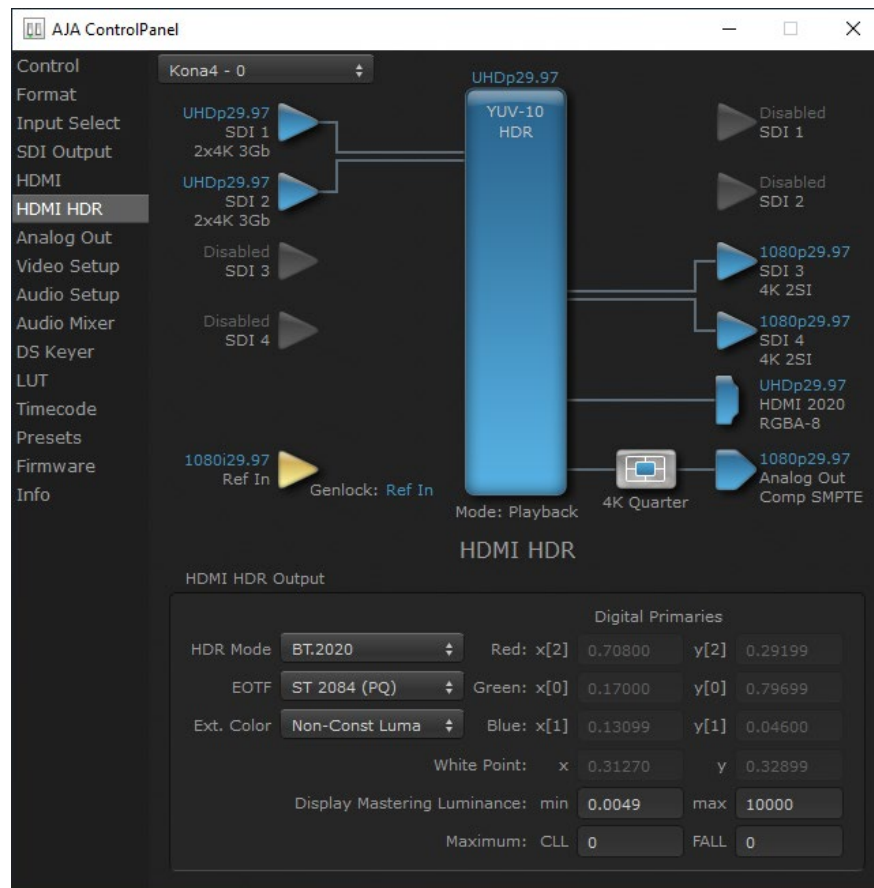 AJA ControlPanel
Control
Format
Input Select
SDI Output
HDMI
HDMI HDR
Analog Out
Video Setup
Audio Setup
Audio Mixer
DS Keyer
LUT
Timecode
Presets
Firmware
Info
Kona4 - 0
UHDp29.97
SDI 1
2x4K 3Gb
UHDp29.97
SDI 2
2x4K 3Gb
Disabled
SDI 3
Disabled
SDI 4
1080i29.97
Ref In
Genlock: Ref In
UHDp29.97
YUV-10
HDR
Mode: Playback
Disabled
SDI 1
Disabled
SDI 2
1080p29.97
SDI 3
4K 2SI
1080p29.97
SDI 4
4K 2SI
UHDp29.97
HDMI 2020
RGBA-8
4K Quarter
1080p29.97
Analog Out
Comp SMPTE
HDMI HDR
HDMI HDR Output
Digital Primaries
HDR Mode BT.2020 Red: x[2] 0.70800 y[2] 0.29199
EOTF ST 2084 (PQ) Green: x[0] 0.17000 y[0] 0.79699
Ext. Color Non-Const Luma Blue: x[1] 0.13099 y[1] 0.04600
White Point: x 0.31270 y 0.32899
Display Mastering Luminance: min 0.0049 max 10000
Maximum: CLL 0 FALL 0